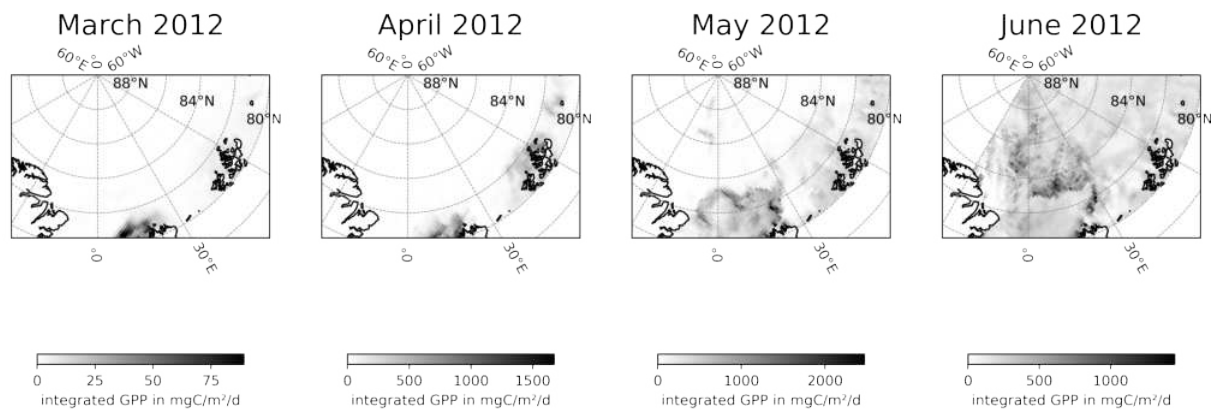 March 2012
April 2012
May 2012
June 2012
60°E 0° 60°W
60°E 0° 60°W
60°E 0° 60°W
60°E 0° 60°W
88°N
84°N
80°N
88°N
84°N
80°N
88°N
84°N
80°N
88°N
84°N
80°N
0°
30°E
0°
30°E
0°
30°E
0°
30°E
0 25 50 75
0 500 1000 1500
0 1000 2000
0 500 1000
integrated GPP in mgC/m²/d
integrated GPP in mgC/m²/d
integrated GPP in mgC/m²/d
integrated GPP in mgC/m²/d